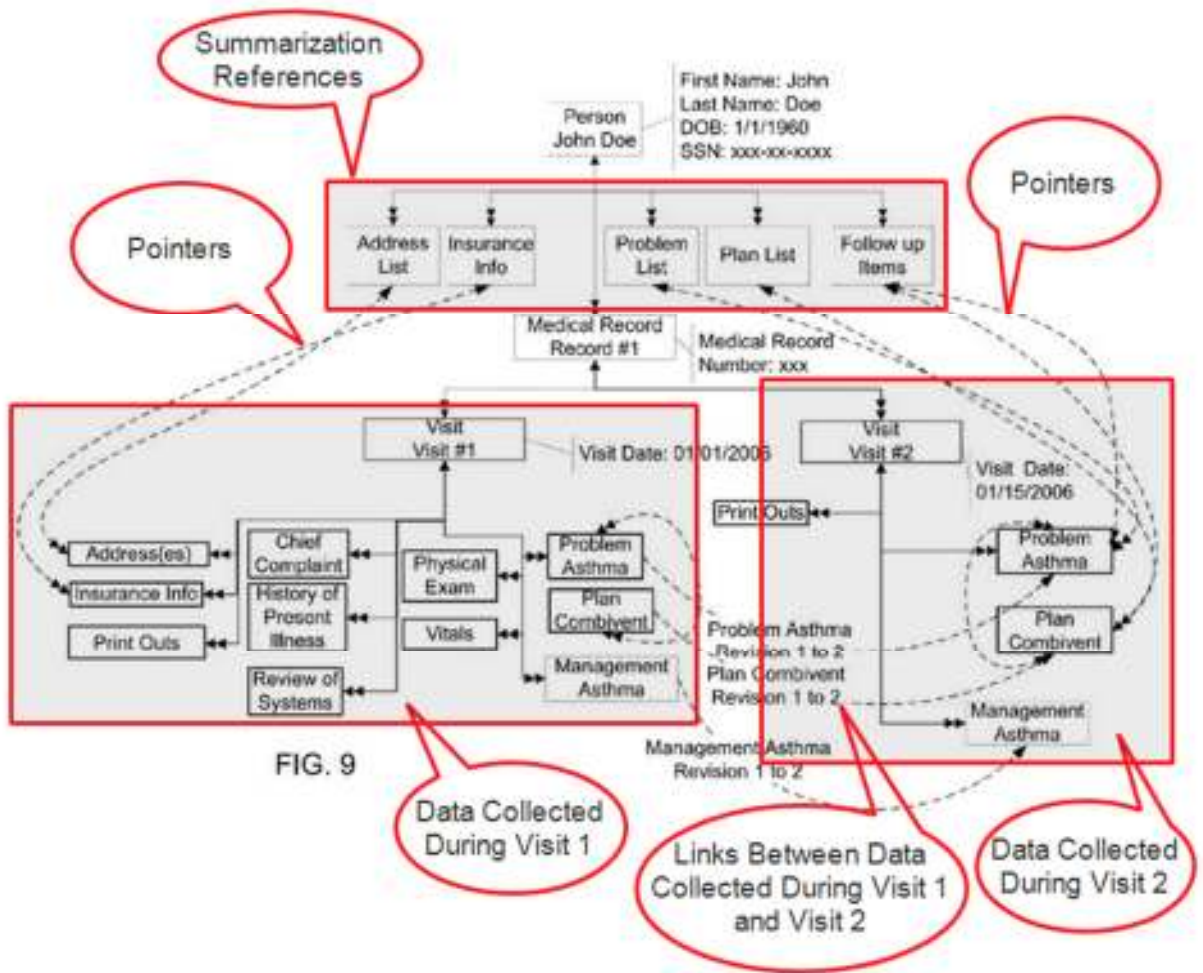 Summarization
References
First Name: John
Last Name: Doe
DOB: 1/1/1960
SSN: xxx-xx-xxxx
Person
John Doe
Pointers
Pointers
Address
List
Insurance
Info
Problem
List
Plan List
Follow up
Items
Medical Record
Record #1
Medical Record
Number: xxx
Visit
Visit #1
Visit Date: 01/01/2006
Visit
Visit #2
Visit Date:
01/15/2006
Print Outs
Address(es)
Insurance Info
Print Outs
Chief
Complaint
History of
Present
Illness
Review of
Systems
Physical
Exam
Vitals
Problem
Asthma
Plan
Combivent
Management
Asthma
Problem Asthma
Revision 1 to 2
Plan Combivent
Revision 1 to 2
Management Asthma
Revision 1 to 2
Problem
Asthma
Plan
Combivent
Management
Asthma
FIG. 9
Data Collected
During Visit 1
Links Between Data
Collected During Visit 1
and Visit 2
Data Collected
During Visit 2